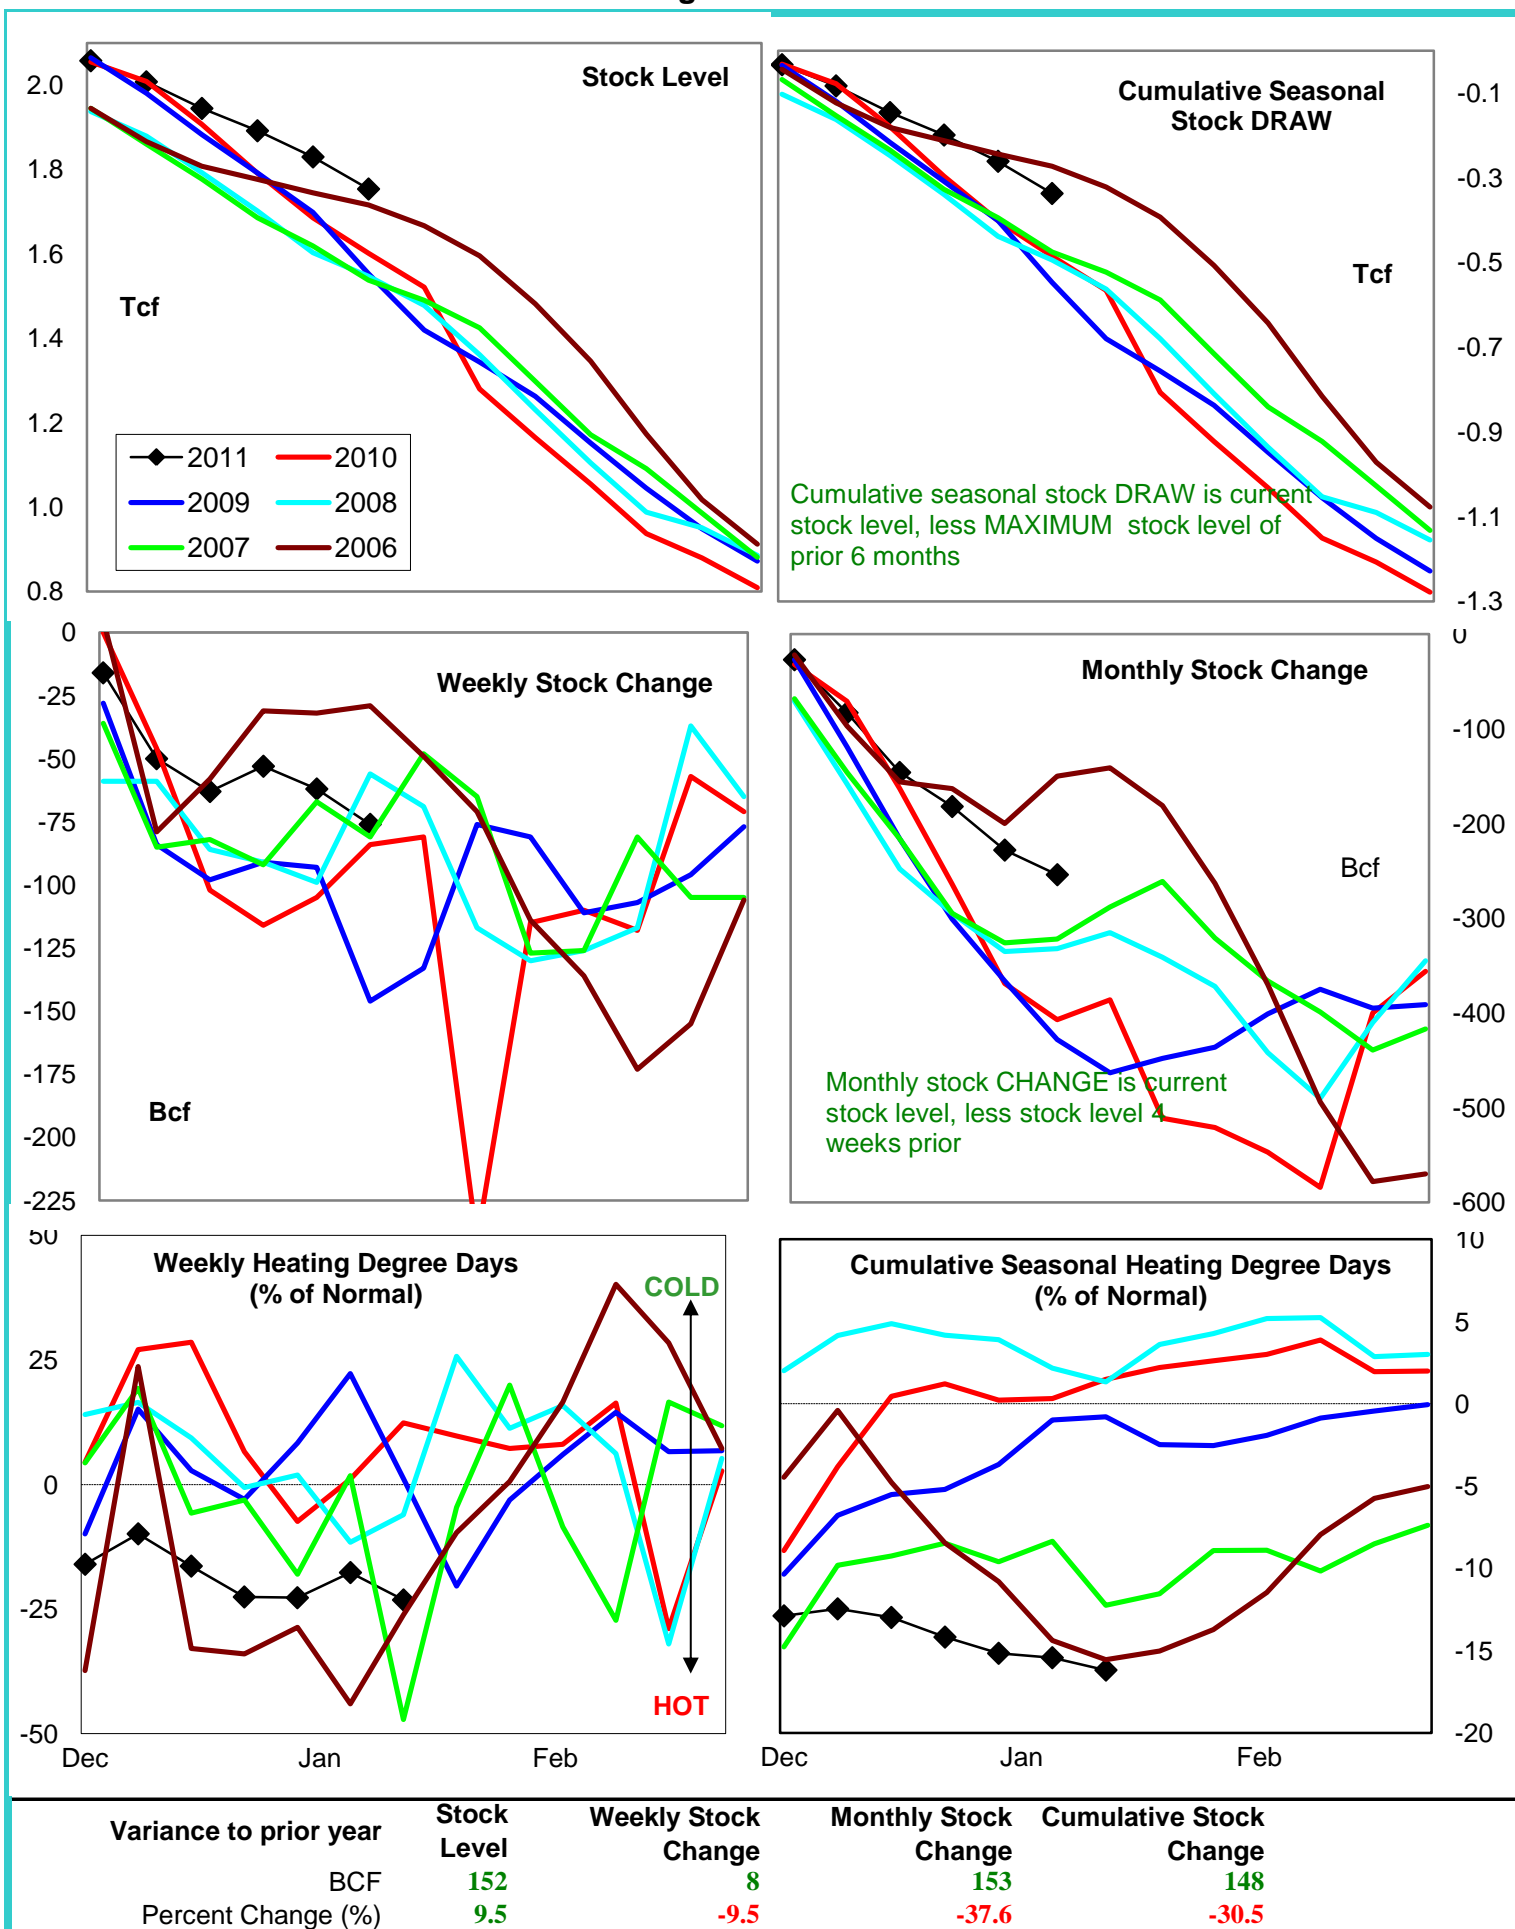 Stock Level
2.0
1.8
1.6
1.4
1.2
1.0
0.8
Tcf
2011
2010
2009
2008
2007
2006
Cumulative Seasonal
Stock DRAW
-0.1
-0.3
-0.5
-0.7
-0.9
-1.1
-1.3
Tcf
Cumulative seasonal stock DRAW is current
stock level, less MAXIMUM stock level of
prior 6 months
Weekly Stock Change
0
-25
-50
-75
-100
-125
-150
-175
-200
-225
Bcf
Monthly Stock Change
0
-100
-200
-300
-400
-500
-600
Bcf
Monthly stock CHANGE is current
stock level, less stock level 4
weeks prior
Weekly Heating Degree Days
(% of Normal)
50
25
0
-25
-50
COLD
HOT
Dec Jan Feb
Cumulative Seasonal Heating Degree Days
(% of Normal)
10
5
0
-5
-10
-15
-20
Dec Jan Feb
Variance to prior year Stock Level Weekly Stock Change Monthly Stock Change Cumulative Stock Change
BCF 152 8 153 148
Percent Change (%) 9.5 -9.5 -37.6 -30.5